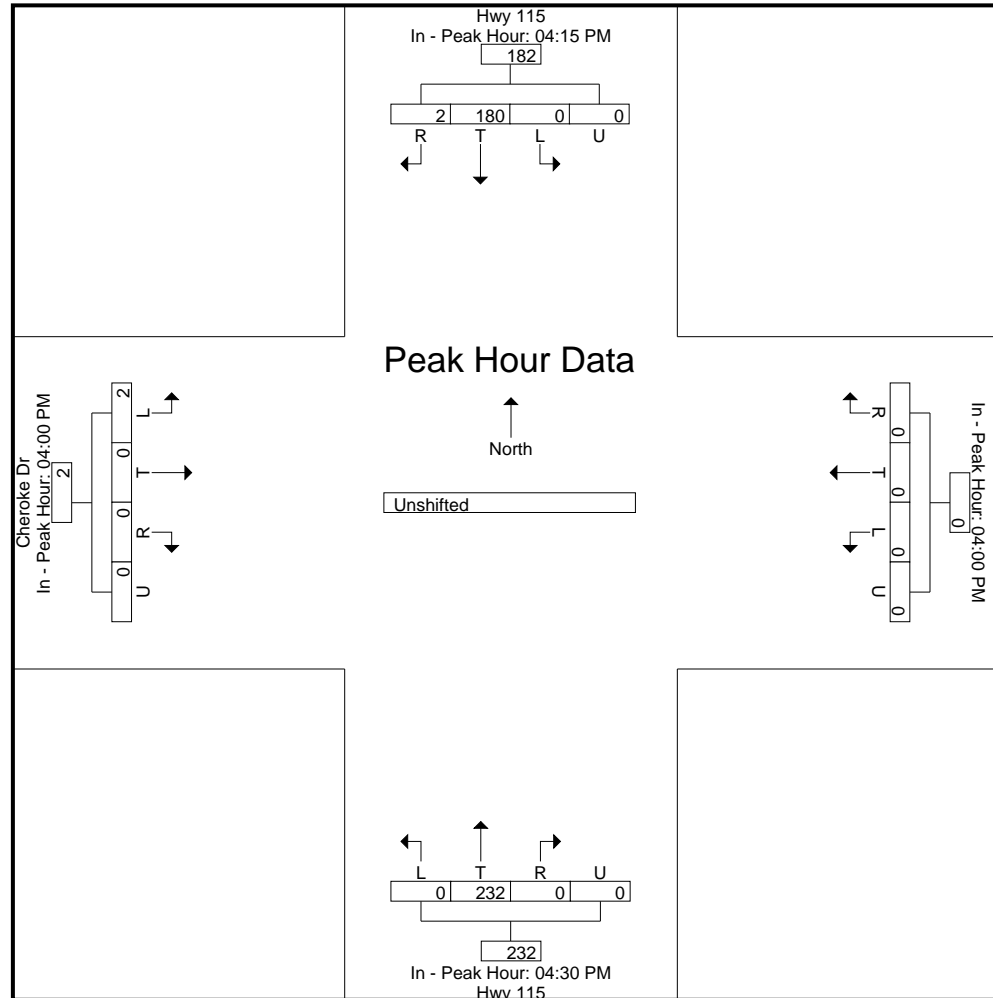 Hwy 115
In - Peak Hour: 04:15 PM
182
2 180 0 0
R T L U
Peak Hour Data
North
Unshifted
Cheroke Dr
In - Peak Hour: 04:00 PM
2
2 0 0 0
L T R U
R T L U
0 0 0 0
0
In - Peak Hour: 04:00 PM
L T R U
0 232 0 0
232
In - Peak Hour: 04:30 PM
Hwy 115